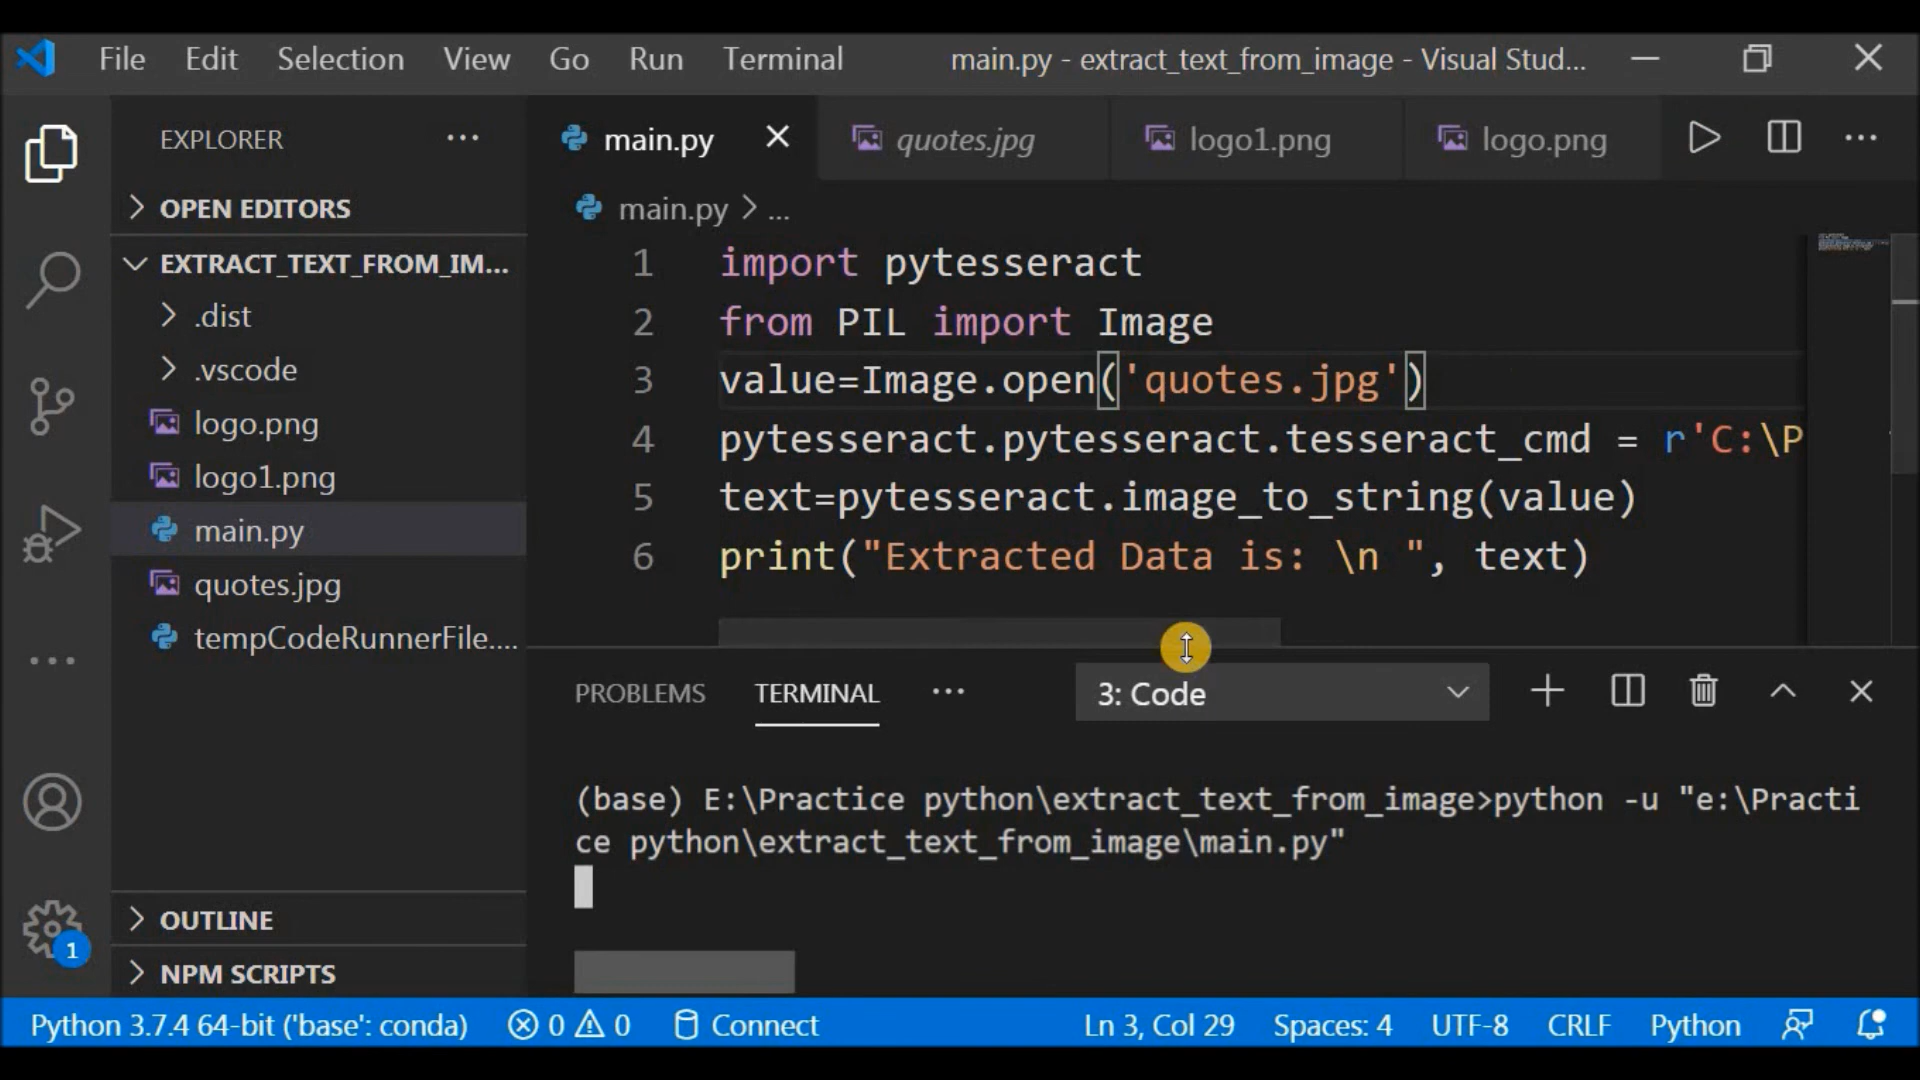 File Edit Selection View Go Run Terminal main.py - extract_text_from_image - Visual Stud...
EXPLORER ...
main.py quotes.jpg logo1.png logo.png ...
OPEN EDITORS
main.py > ...
EXTRACT_TEXT_FROM_IM...
.dist
.vscode
logo.png
logo1.png
main.py
quotes.jpg
tempCodeRunnerFile....
1 import pytesseract
2 from PIL import Image
3 value=Image.open('quotes.jpg')
4 pytesseract.pytesseract.tesseract_cmd = r'C:\P
5 text=pytesseract.image_to_string(value)
6 print("Extracted Data is: \n ", text)
PROBLEMS TERMINAL ... 3: Code
(base) E:\Practice python\extract_text_from_image>python -u "e:\Practi
ce python\extract_text_from_image\main.py"
OUTLINE
1
NPM SCRIPTS
Python 3.7.4 64-bit ('base': conda) 0 0 Connect Ln 3, Col 29 Spaces: 4 UTF-8 CRLF Python